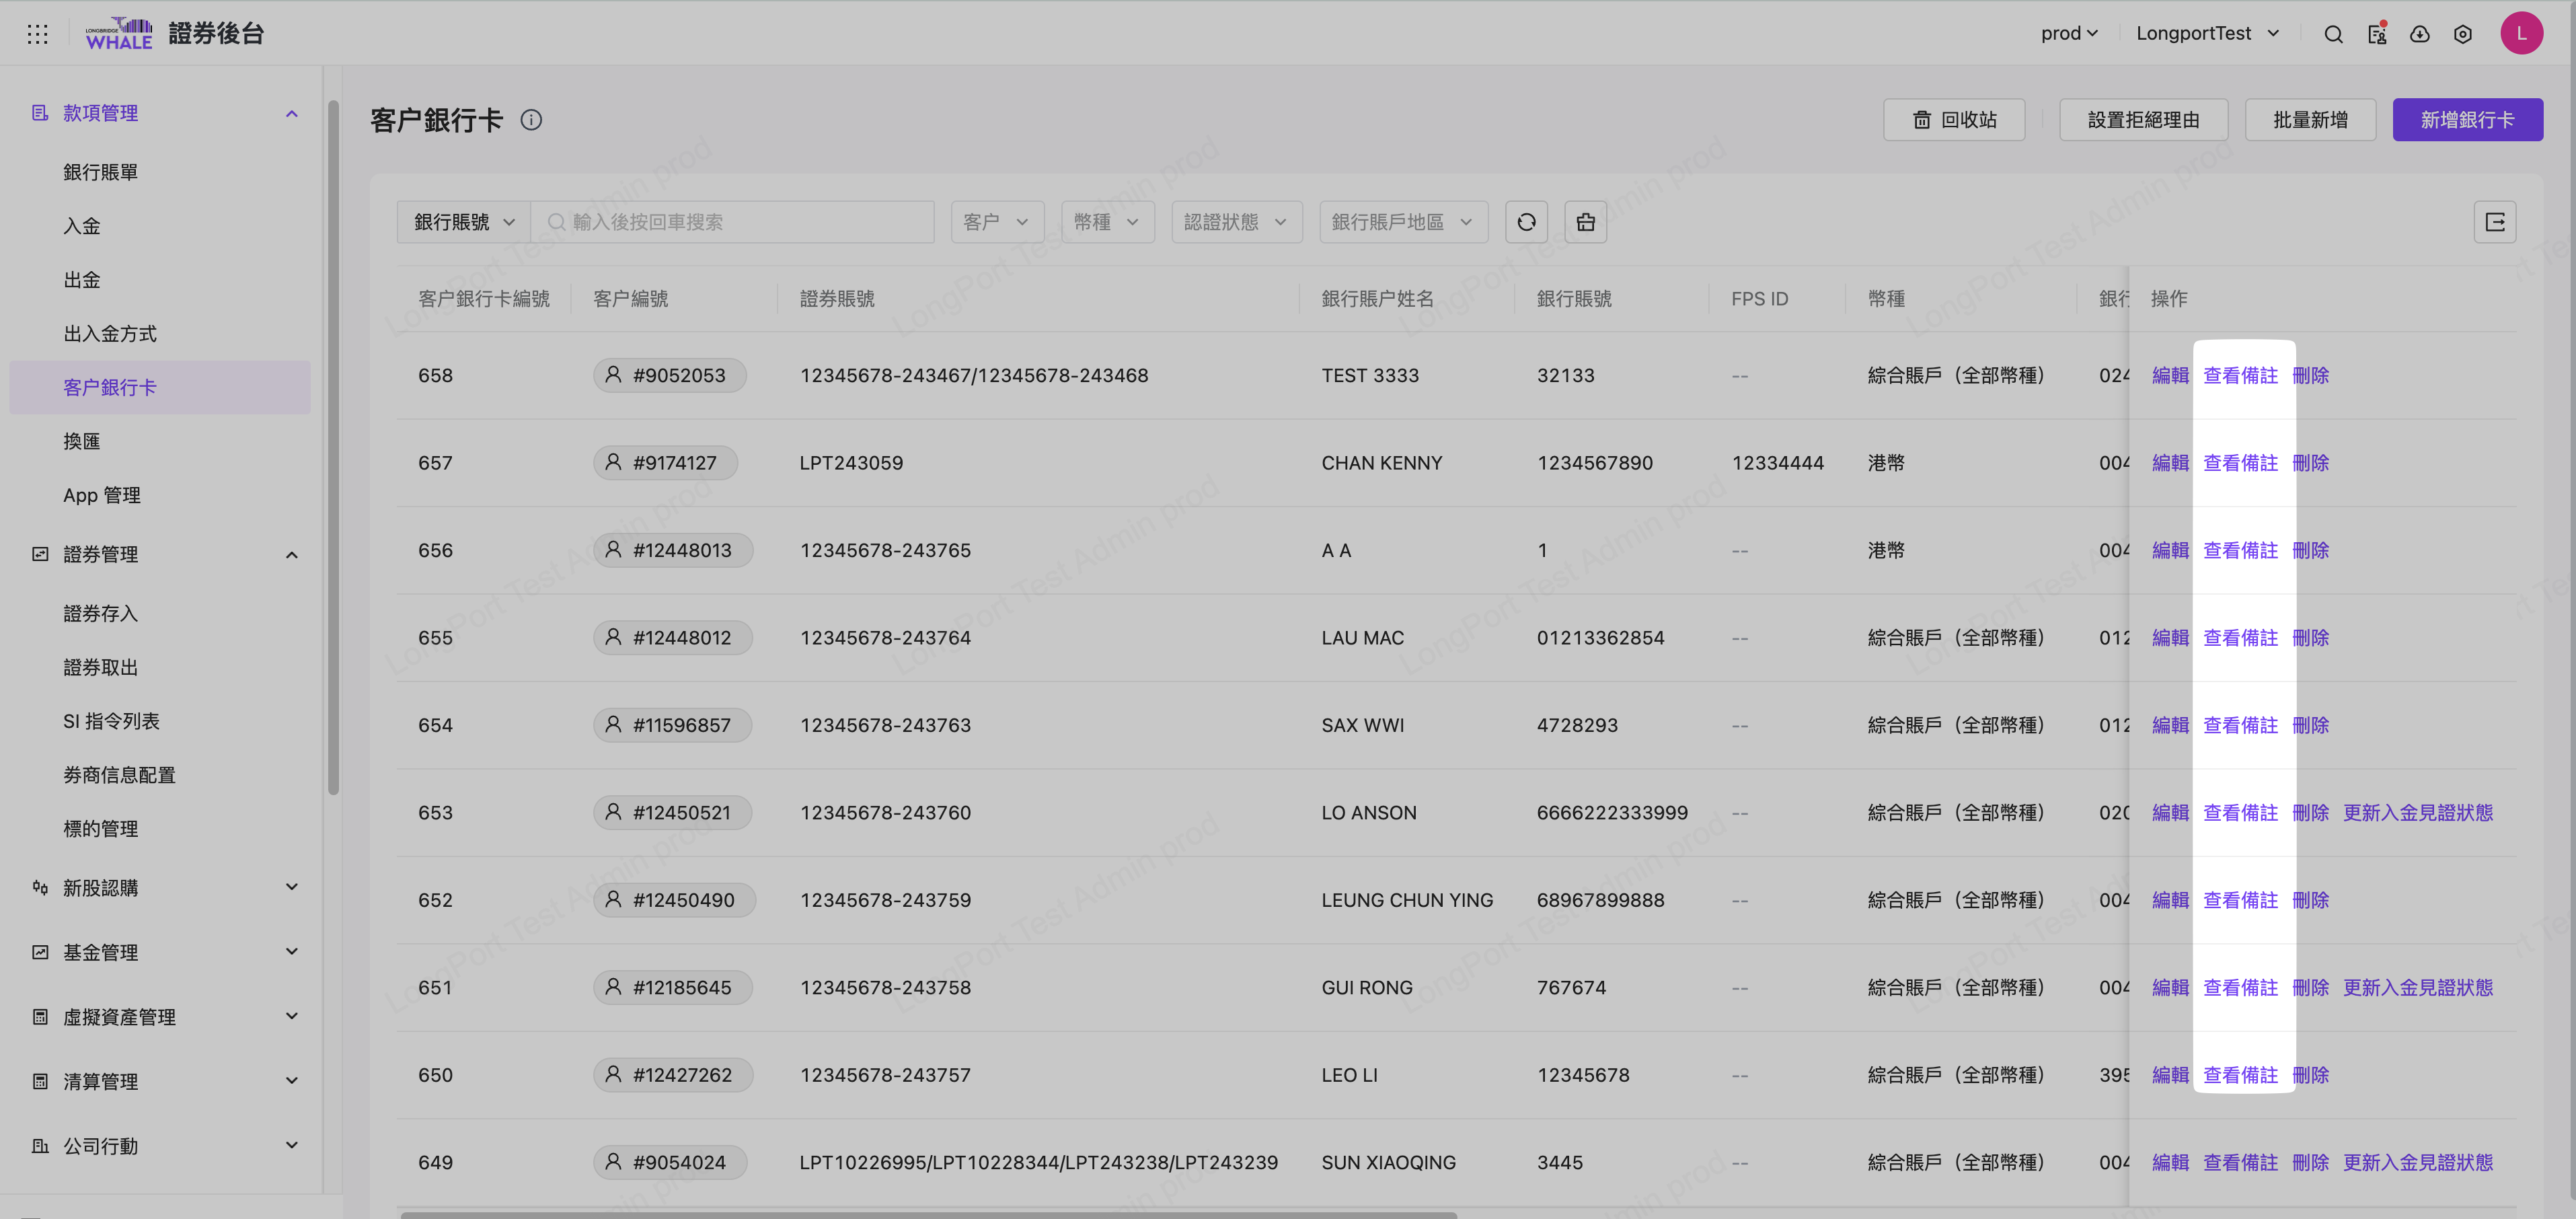 LONGBRIDGE
WHALE
證券後台
prod
LongportTest
L
款項管理
銀行賬單
入金
出金
出入金方式
客户銀行卡
換匯
App 管理
證券管理
證券存入
證券取出
SI 指令列表
券商信息配置
標的管理
新股認購
基金管理
虛擬資產管理
清算管理
公司行動
客户銀行卡
回收站
設置拒絕理由
批量新增
新增銀行卡
銀行賬號
輸入後按回車搜索
客户
幣種
認證狀態
銀行賬戶地區
客户銀行卡編號 客户編號 證券賬號 銀行賬户姓名 銀行賬號 FPS ID 幣種 銀行 操作
658 #9052053 12345678-243467/12345678-243468 TEST 3333 32133 -- 綜合賬戶（全部幣種） 024 編輯 查看備註 刪除
657 #9174127 LPT243059 CHAN KENNY 1234567890 12334444 港幣 004 編輯 查看備註 刪除
656 #12448013 12345678-243765 A A 1 -- 港幣 004 編輯 查看備註 刪除
655 #12448012 12345678-243764 LAU MAC 01213362854 -- 綜合賬戶（全部幣種） 012 編輯 查看備註 刪除
654 #11596857 12345678-243763 SAX WWI 4728293 -- 綜合賬戶（全部幣種） 012 編輯 查看備註 刪除
653 #12450521 12345678-243760 LO ANSON 6666222333999 -- 綜合賬戶（全部幣種） 020 編輯 查看備註 刪除 更新入金見證狀態
652 #12450490 12345678-243759 LEUNG CHUN YING 68967899888 -- 綜合賬戶（全部幣種） 004 編輯 查看備註 刪除
651 #12185645 12345678-243758 GUI RONG 767674 -- 綜合賬戶（全部幣種） 004 編輯 查看備註 刪除 更新入金見證狀態
650 #12427262 12345678-243757 LEO LI 12345678 -- 綜合賬戶（全部幣種） 395 編輯 查看備註 刪除
649 #9054024 LPT10226995/LPT10228344/LPT243238/LPT243239 SUN XIAOQING 3445 -- 綜合賬戶（全部幣種） 004 編輯 查看備註 刪除 更新入金見證狀態
LongPort Test Admin prod